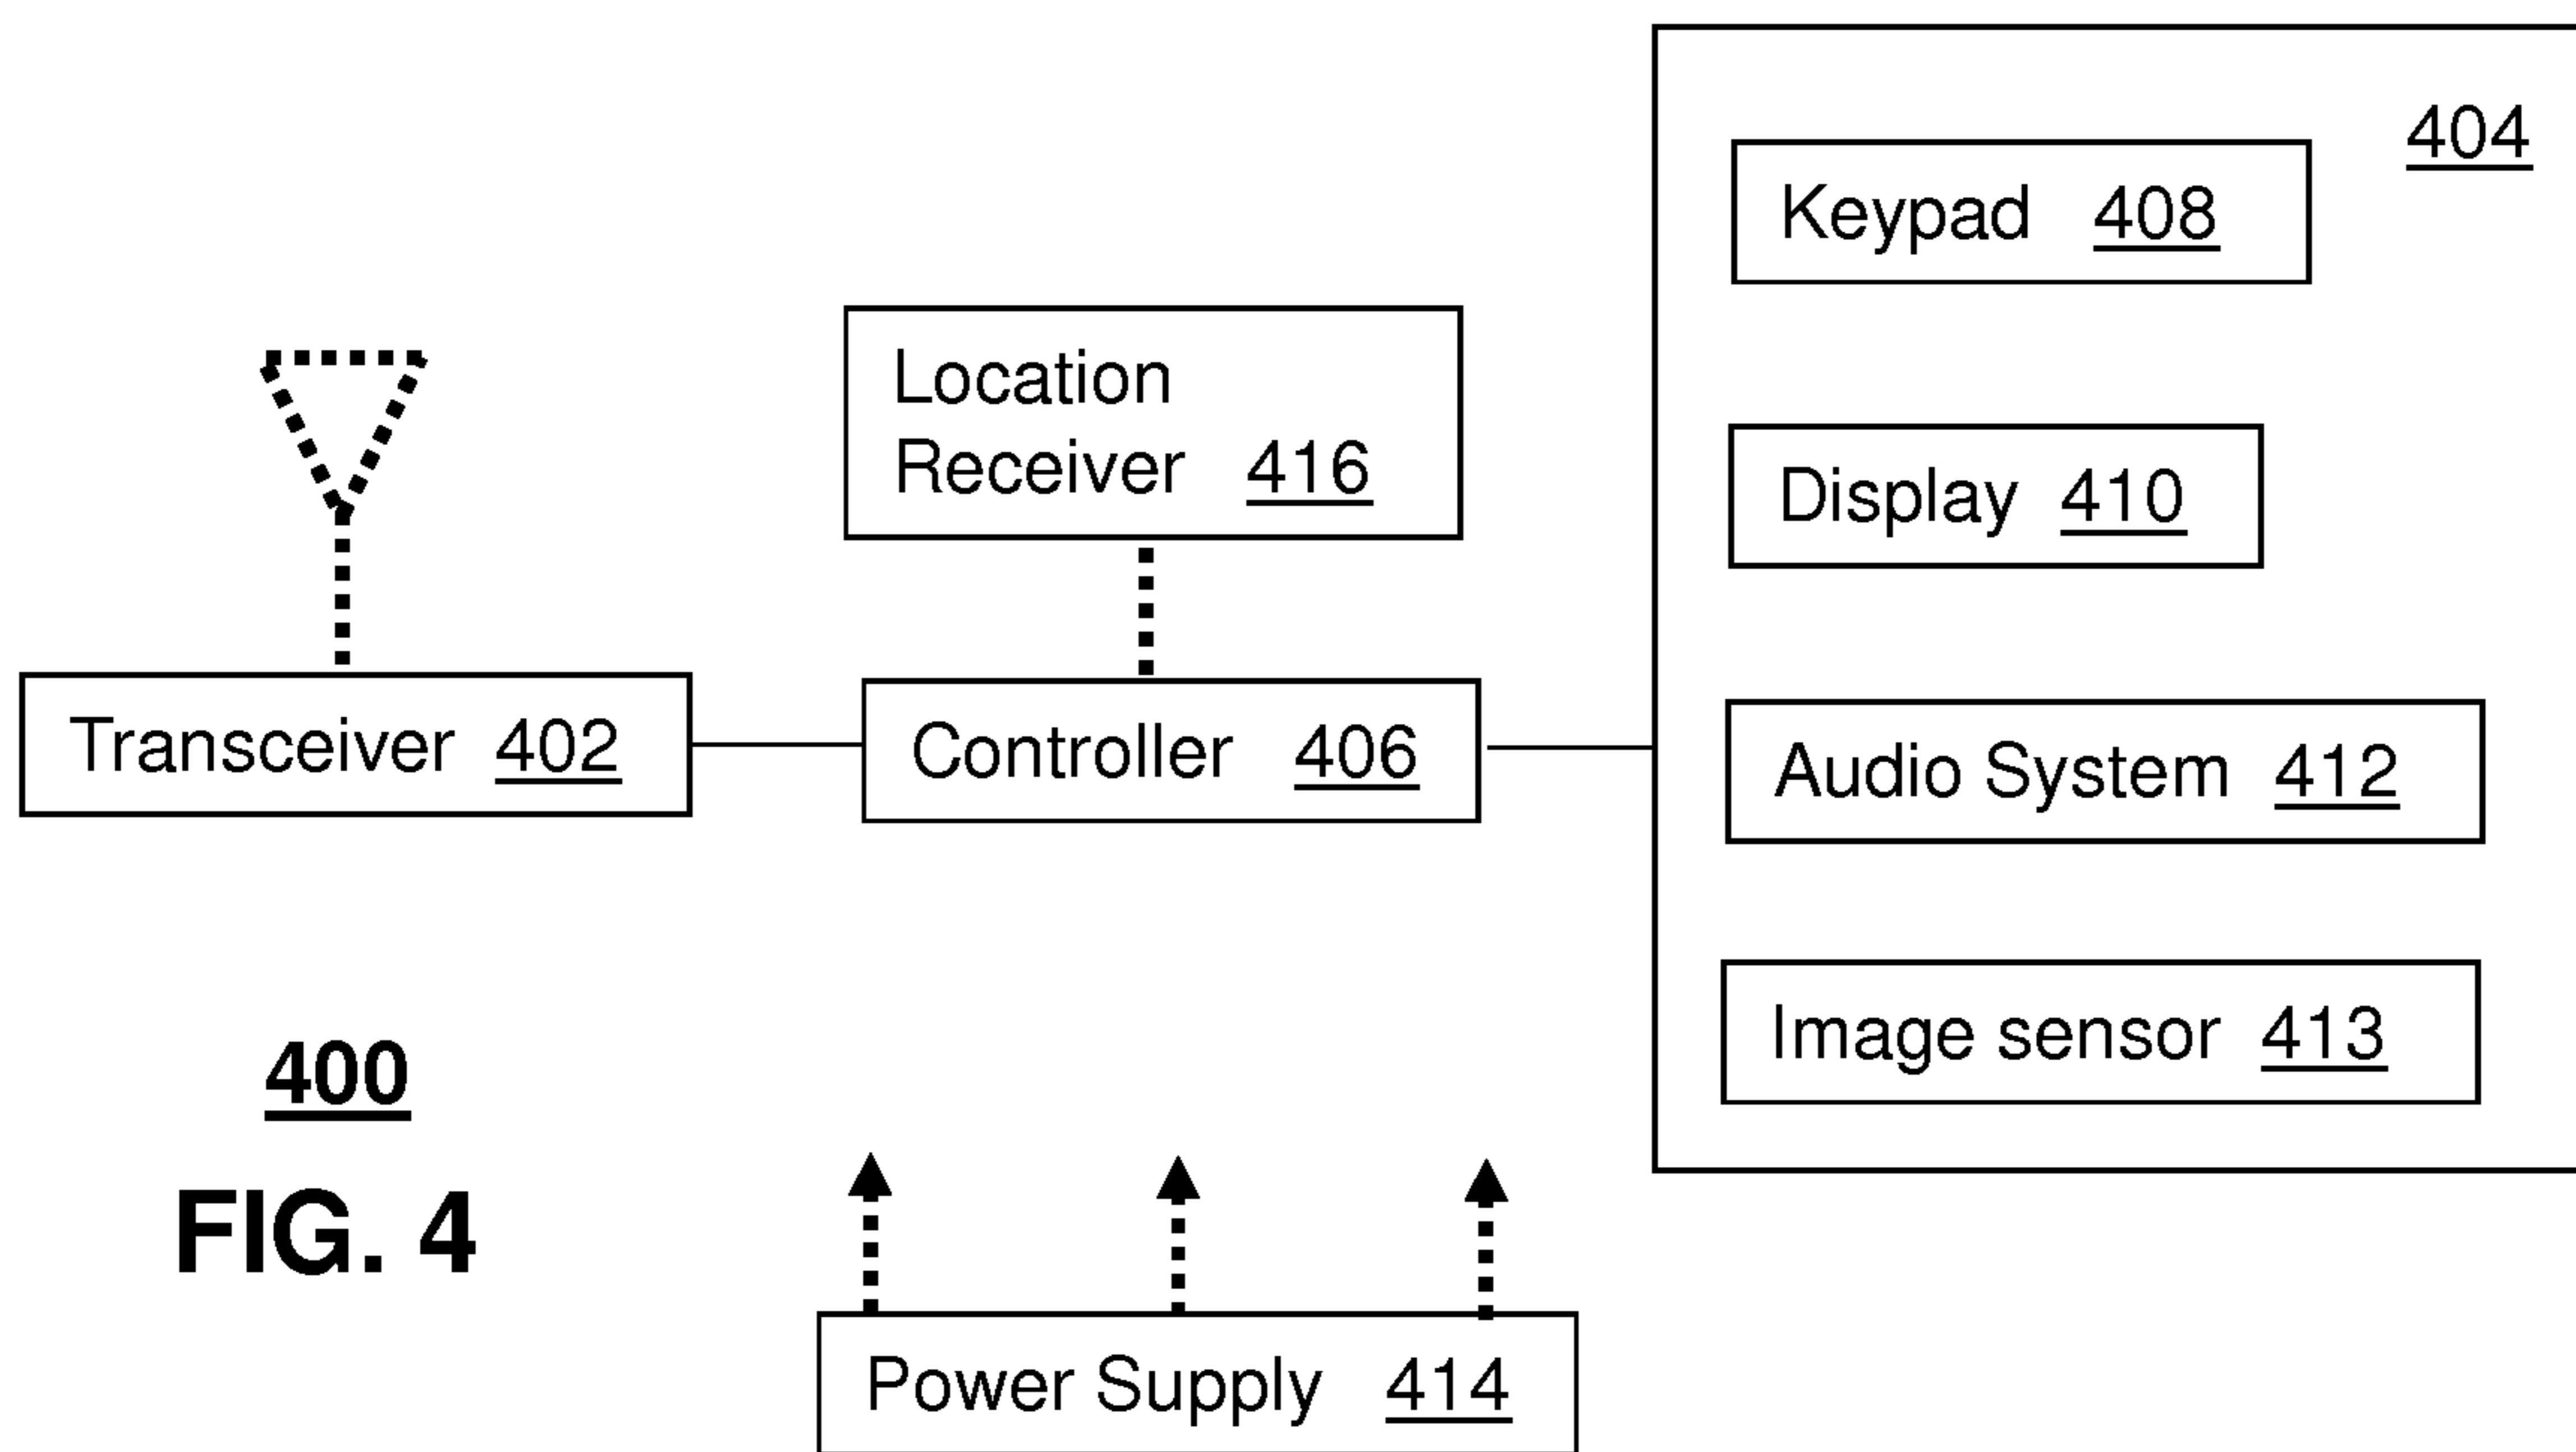 404
Keypad 408
Location
Receiver 416
Display 410
Transceiver 402
Controller 406
Audio System 412
Image sensor 413
400
FIG. 4
Power Supply 414